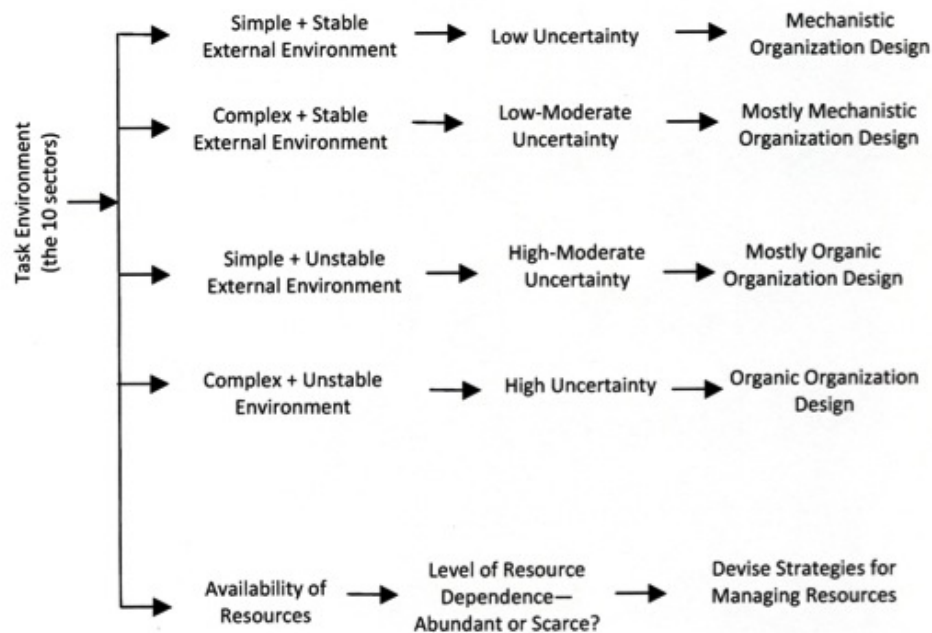 Task Environment
(the 10 sectors)
Simple + Stable
External Environment
Low Uncertainty
Mechanistic
Organization Design
Complex + Stable
External Environment
Low-Moderate
Uncertainty
Mostly Mechanistic
Organization Design
Simple + Unstable
External Environment
High-Moderate
Uncertainty
Mostly Organic
Organization Design
Complex + Unstable
Environment
High Uncertainty
Organic Organization
Design
Availability of
Resources
Level of Resource
Dependence—
Abundant or Scarce?
Devise Strategies for
Managing Resources